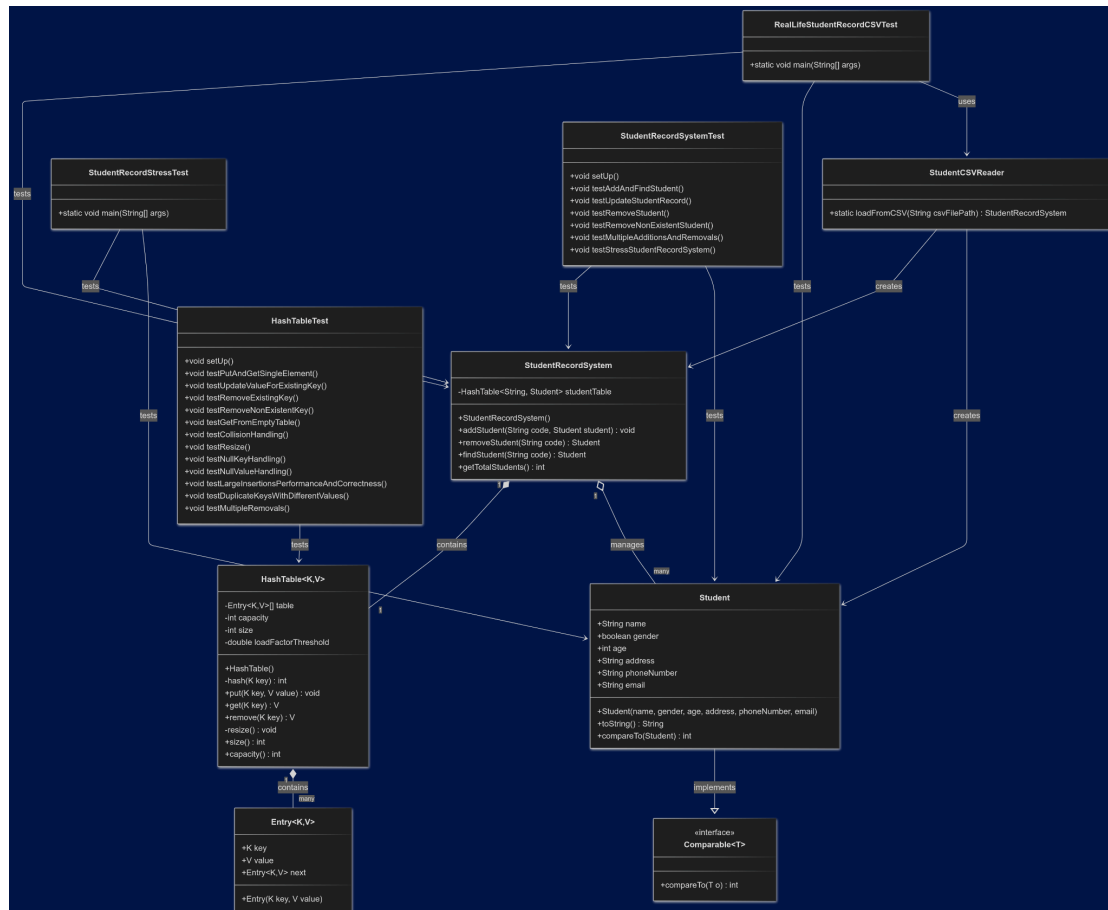 RealLifeStudentRecordCSVTest
+static void main(String[] args)
uses
StudentRecordSystemTest
+void setUp()
+void testAddAndFindStudent()
+void testUpdateStudentRecord()
+void testRemoveStudent()
+void testRemoveNonExistentStudent()
+void testMultipleAdditionsAndRemovals()
+void testStressStudentRecordSystem()
StudentRecordStressTest
+static void main(String[] args)
StudentCSVReader
+static loadFromCSV(String csvFilePath) : StudentRecordSystem
tests
tests
tests
tests
creates
HashTableTest
+void setUp()
+void testPutAndGetSingleElement()
+void testUpdateValueForExistingKey()
+void testRemoveExistingKey()
+void testRemoveNonExistentKey()
+void testGetFromEmptyTable()
+void testCollisionHandling()
+void testResize()
+void testNullKeyHandling()
+void testNullValueHandling()
+void testLargeInsertionsPerformanceAndCorrectness()
+void testDuplicateKeysWithDifferentValues()
+void testMultipleRemovals()
StudentRecordSystem
-HashTable<String, Student> studentTable
+StudentRecordSystem()
+addStudent(String code, Student student) : void
+removeStudent(String code) : Student
+findStudent(String code) : Student
+getTotalStudents() : int
tests
tests
creates
1
1
tests
contains
manages
HashTable<K,V>
-Entry<K,V>[] table
-int capacity
-int size
-double loadFactorThreshold
+HashTable()
-hash(K key) : int
+put(K key, V value) : void
+get(K key) : V
+remove(K key) : V
-resize() : void
+size() : int
+capacity() : int
1
many
Student
+String name
+boolean gender
+int age
+String address
+String phoneNumber
+String email
+Student(name, gender, age, address, phoneNumber, email)
+toString() : String
+compareTo(Student) : int
1
contains
many
implements
Entry<K,V>
+K key
+V value
+Entry<K,V> next
+Entry(K key, V value)
«interface»
Comparable<T>
+compareTo(T o) : int